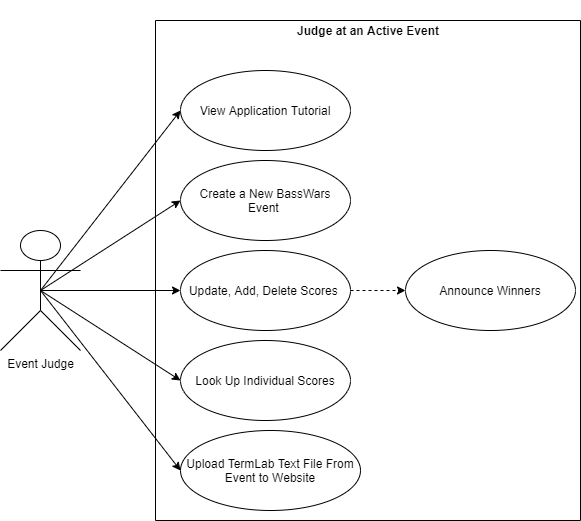 Judge at an Active Event
View Application Tutorial
Create a New BassWars
Event
Update, Add, Delete Scores
Announce Winners
Look Up Individual Scores
Event Judge
Upload TermLab Text File From
Event to Website